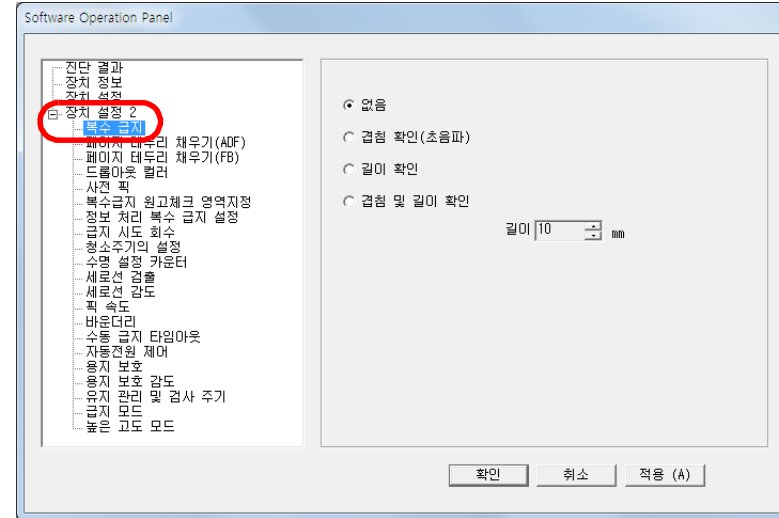 Software Operation Panel
진단 결과
장치 정보
장치 설정
장치 설정 2
복수 급지
페이지 테두리 채우기(ADF)
페이지 테두리 채우기(FB)
드롭아웃 컬러
사전 픽
복수급지 원고체크 영역지정
정보 처리 복수 급지 설정
급지 시도 회수
청소주기의 설정
수명 설정 카운터
세로선 검출
세로선 감도
픽 속도
바운더리
수동 급지 타임아웃
자동전원 제어
용지 보호
용지 보호 감도
유지 관리 및 검사 주기
급지 모드
높은 고도 모드
없음
겹침 확인(초음파)
길이 확인
겹침 및 길이 확인
길이 10 mm
확인 취소 적용 (A)